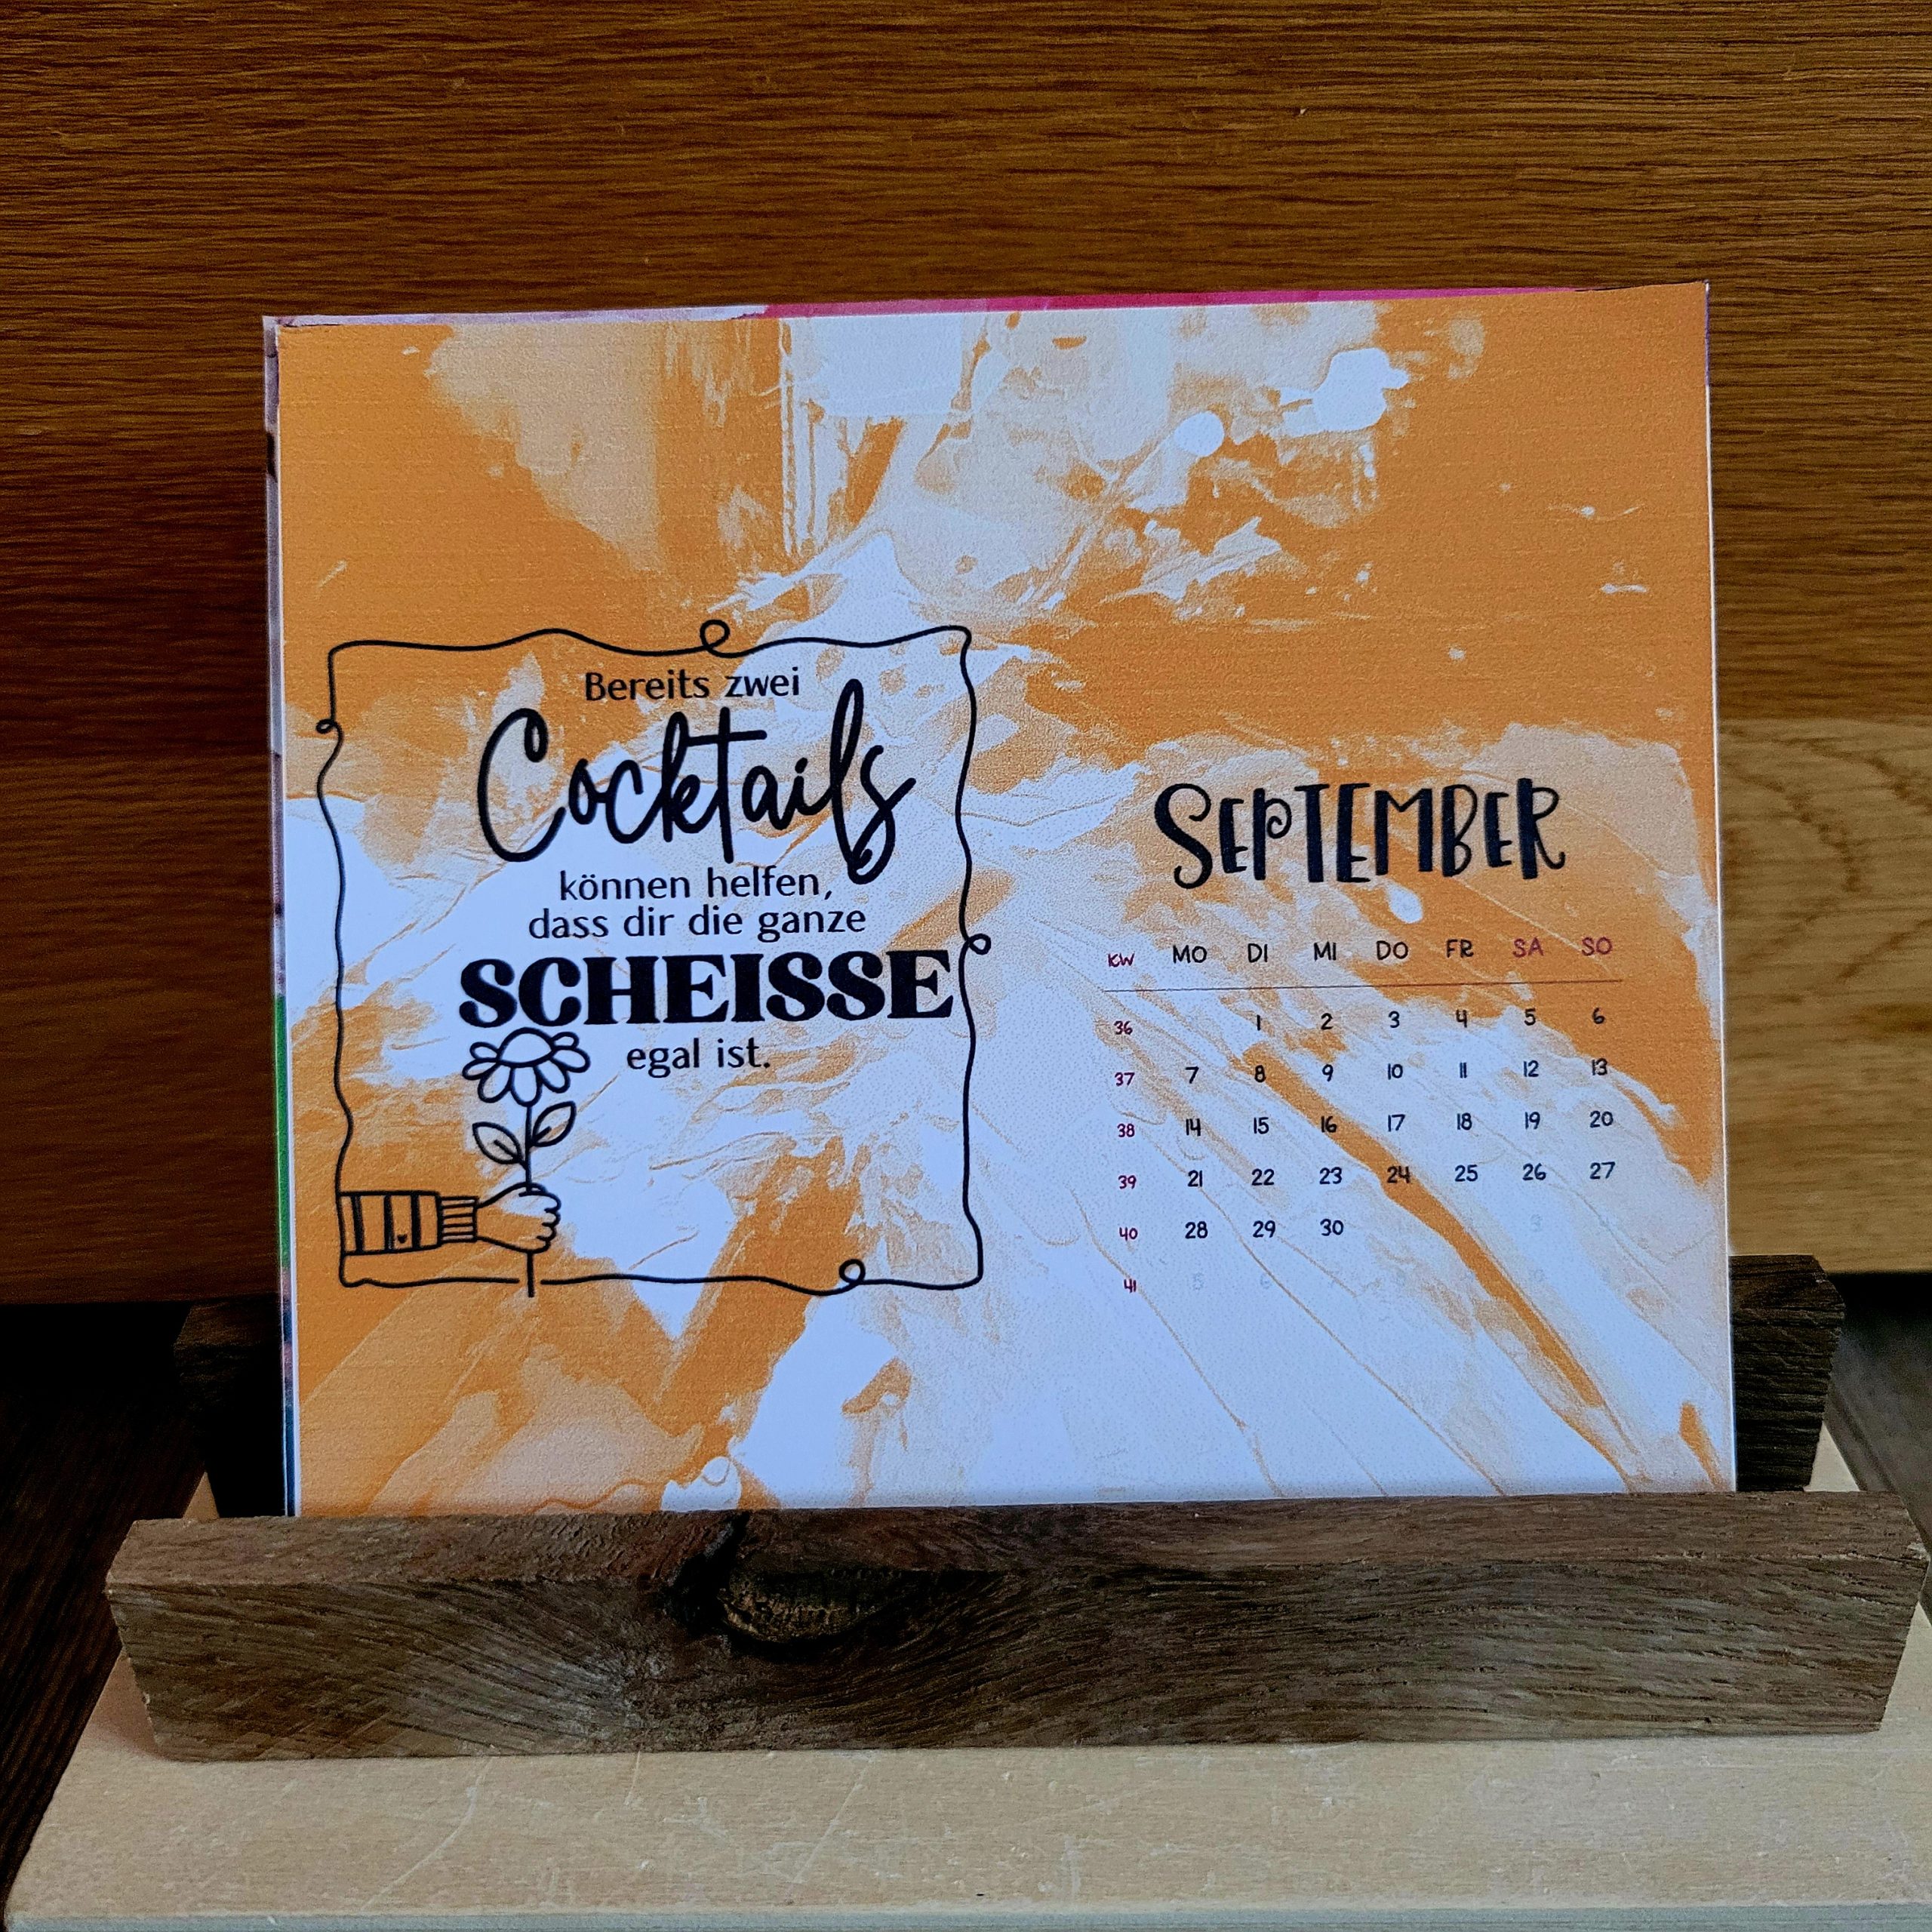 Bereits zwei
Cocktails
können helfen,
dass dir die ganze
SCHEISSE
egal ist.
SEPTEMBER
KW MO DI MI DO FR SA SO
36 1 2 3 4 5 6
37 7 8 9 10 11 12 13
38 14 15 16 17 18 19 20
39 21 22 23 24 25 26 27
40 28 29 30
41